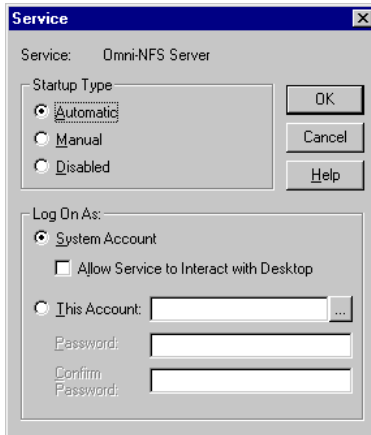 Service
Service: Omni-NFS Server
Startup Type
Automatic
Manual
Disabled
OK
Cancel
Help
Log On As:
System Account
Allow Service to Interact with Desktop
This Account:
...
Password:
Confirm
Password: